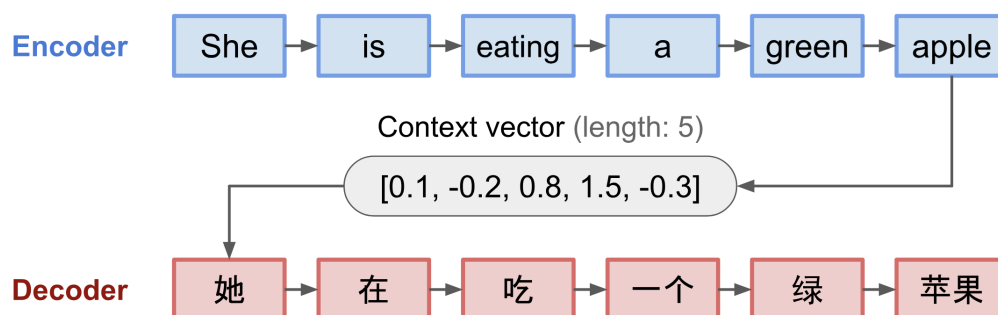 Encoder She is eating a green apple
Context vector (length: 5)
[0.1, -0.2, 0.8, 1.5, -0.3]
Decoder 她 在 吃 一个 绿 苹果